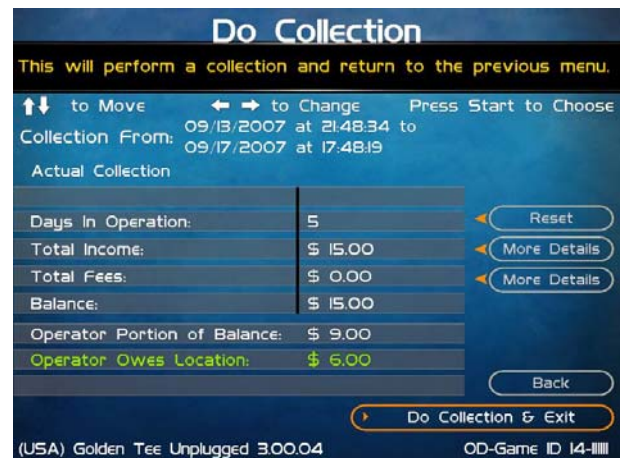 Do Collection
This will perform a collection and return to the previous menu.
to Move to Change Press Start to Choose
Collection From: 09/13/2007 at 21:48:34 to
09/17/2007 at 17:48:19
Actual Collection
Days In Operation: 5 Reset
Total Income: $ 15.00 More Details
Total Fees: $ 0.00 More Details
Balance: $ 15.00
Operator Portion of Balance: $ 9.00
Operator Owes Location: $ 6.00
Back
Do Collection & Exit
(USA) Golden Tee Unplugged 3.00.04 OD-Game ID 14-111111